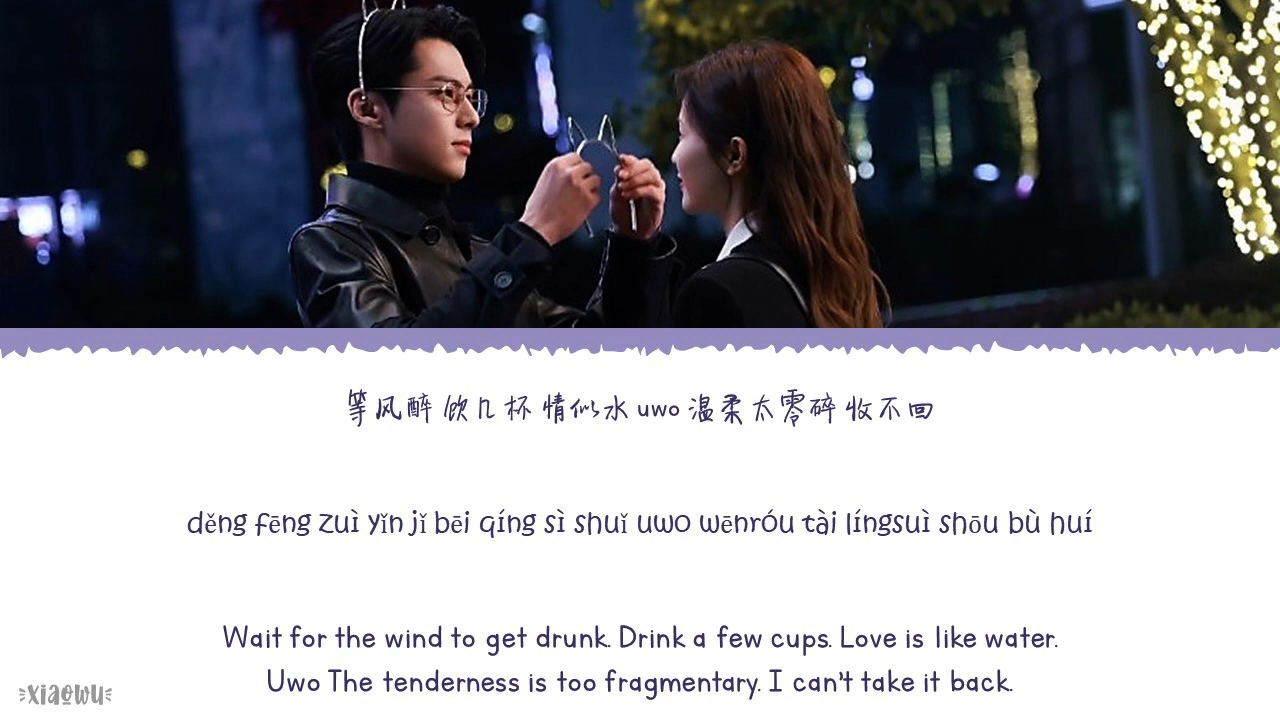 等风醉 饮几杯 情似水 uwo 温柔太零碎 收不回
děng fēng zuì yǐn jǐ bēi qíng sì shuǐ uwo wēnróu tài língsuì shōu bù huí
Wait for the wind to get drunk. Drink a few cups. Love is like water.
Uwo The tenderness is too fragmentary. I can't take it back.
xiaowu